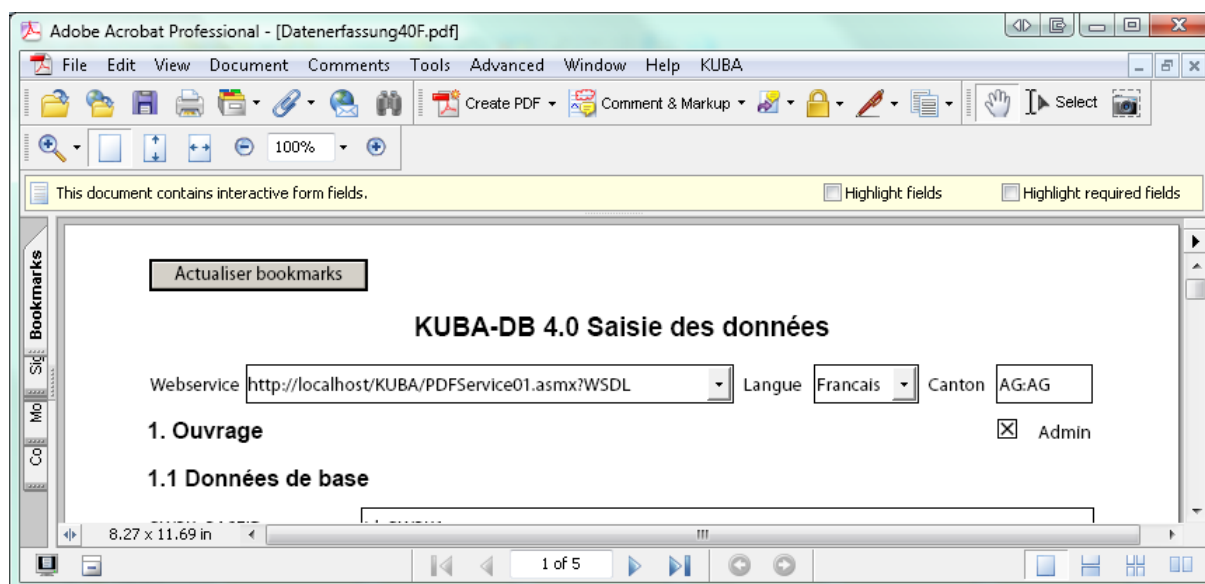 Adobe Acrobat Professional - [Datenerfassung40F.pdf]
File Edit View Document Comments Tools Advanced Window Help KUBA
Create PDF Comment & Markup Select
100%
This document contains interactive form fields. Highlight fields Highlight required fields
Bookmarks
Sig
Mo
Co
Actualiser bookmarks
KUBA-DB 4.0 Saisie des données
Webservice http://localhost/KUBA/PDFService01.asmx?WSDL Langue Francais Canton AG:AG
1. Ouvrage Admin
1.1 Données de base
8.27 x 11.69 in
1 of 5